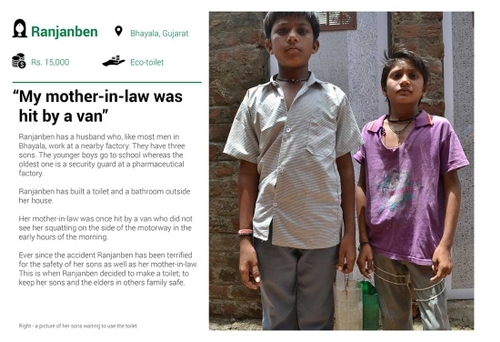 Ranjanben
Bhayala, Gujarat
Rs. 15,000
Eco-toilet
“My mother-in-law was
hit by a van”
Ranjanben has a husband who, like most men in
Bhayala, work at a nearby factory. They have three
sons. The younger boys go to school whereas the
oldest one is a security guard at a pharmaceutical
factory.
Ranjanben has built a toilet and a bathroom outside
her house.
Her mother-in-law was once hit by a van who did not
see her squatting on the side of the motorway in the
early hours of the morning.
Ever since the accident Ranjanben has been terrified
for the safety of her sons as well as her mother-in-law.
This is when Ranjanben decided to make a toilet; to
keep her sons and the elders in others family safe.
Right - a picture of her sons waiting to use the toilet